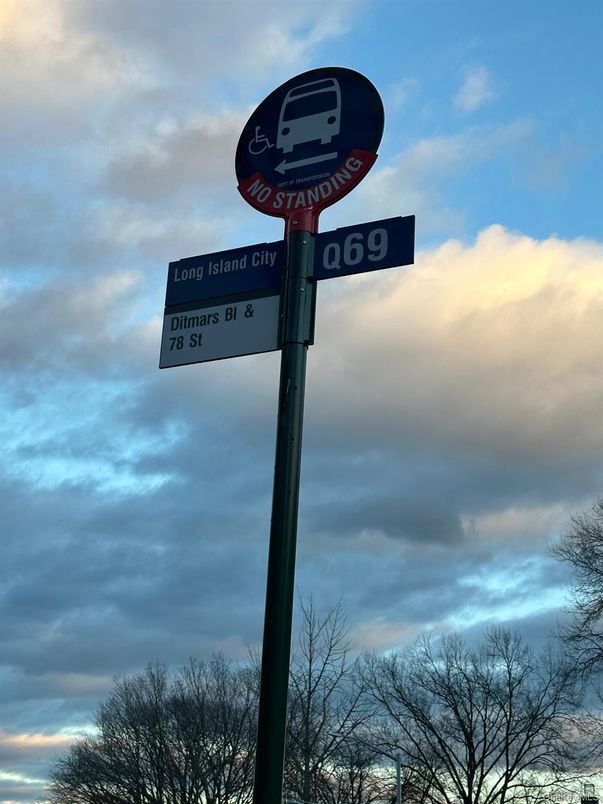 DEPT OF TRANSPORTATION
NO STANDING
Long Island City
Q69
Ditmars Bl &
78 St